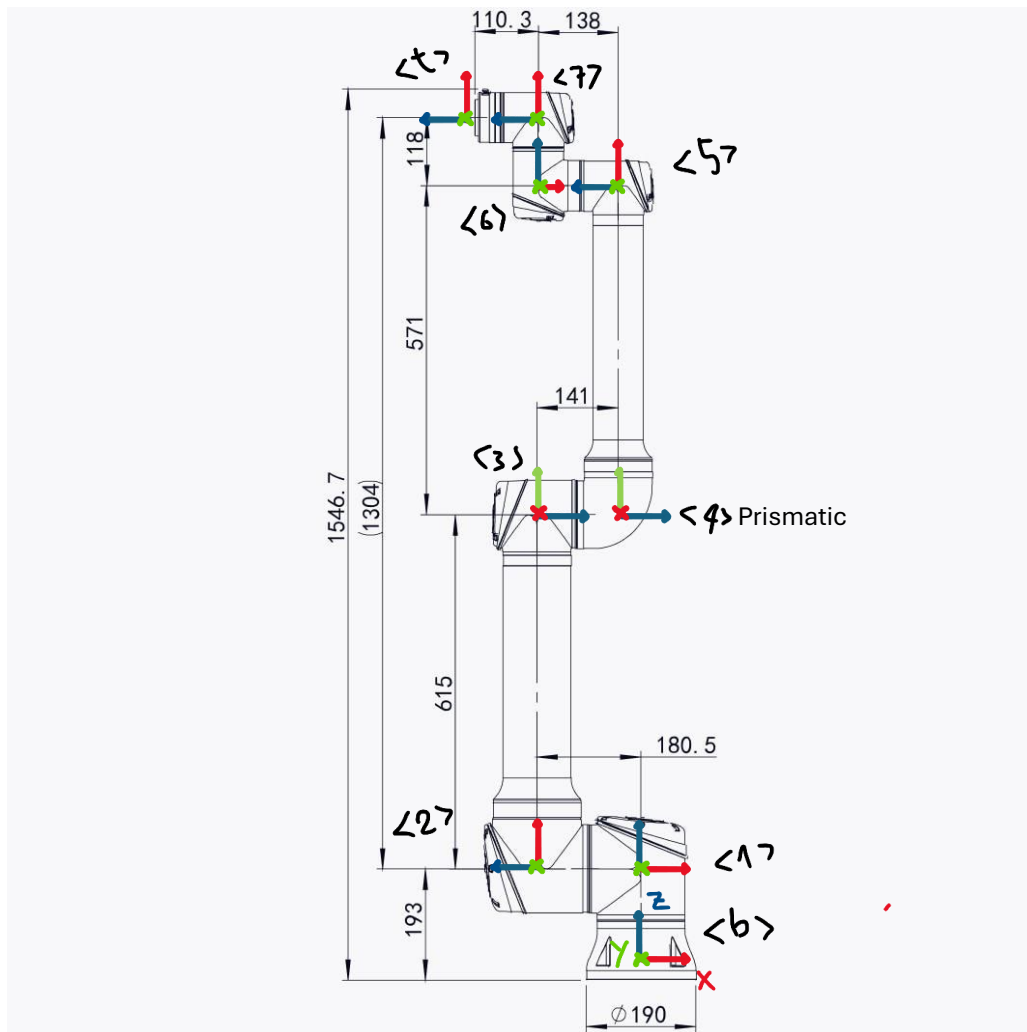 110.3
138
<t>
<7>
118
<5>
<6>
571
141
<3>
<4> Prismatic
1546.7
(1304)
615
180.5
<2>
<1>
193
Z
<b>
Y
X
Ø190